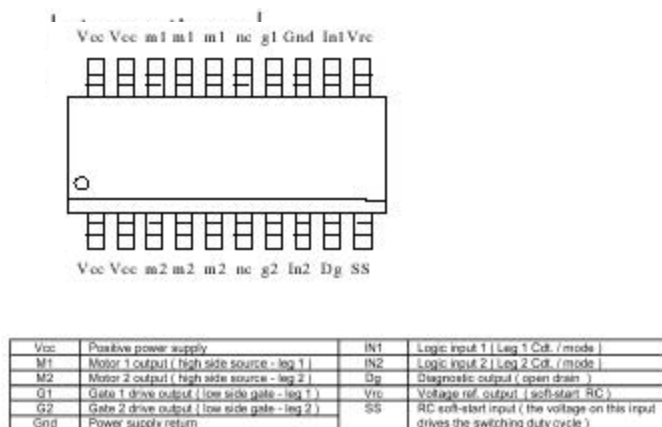 Vcc Vcc m1 m1 m1 nc g1 Gnd In1 Vrc
Vcc Vcc m2 m2 m2 nc g2 In2 Dg SS
Vcc Positive power supply IN1 Logic input 1 ( Leg 1 Cdt. / mode )
M1 Motor 1 output ( high side source - leg 1 ) IN2 Logic input 2 ( Leg 2 Cdt. / mode )
M2 Motor 2 output ( high side source - leg 2 ) Dg Diagnostic output ( open drain )
G1 Gate 1 drive output ( low side gate - leg 1 ) Vrc Voltage ref. output ( soft-start RC )
G2 Gate 2 drive output ( low side gate - leg 2 ) SS RC soft-start input ( the voltage on this input
Gnd Power supply return drives the switching duty cycle )